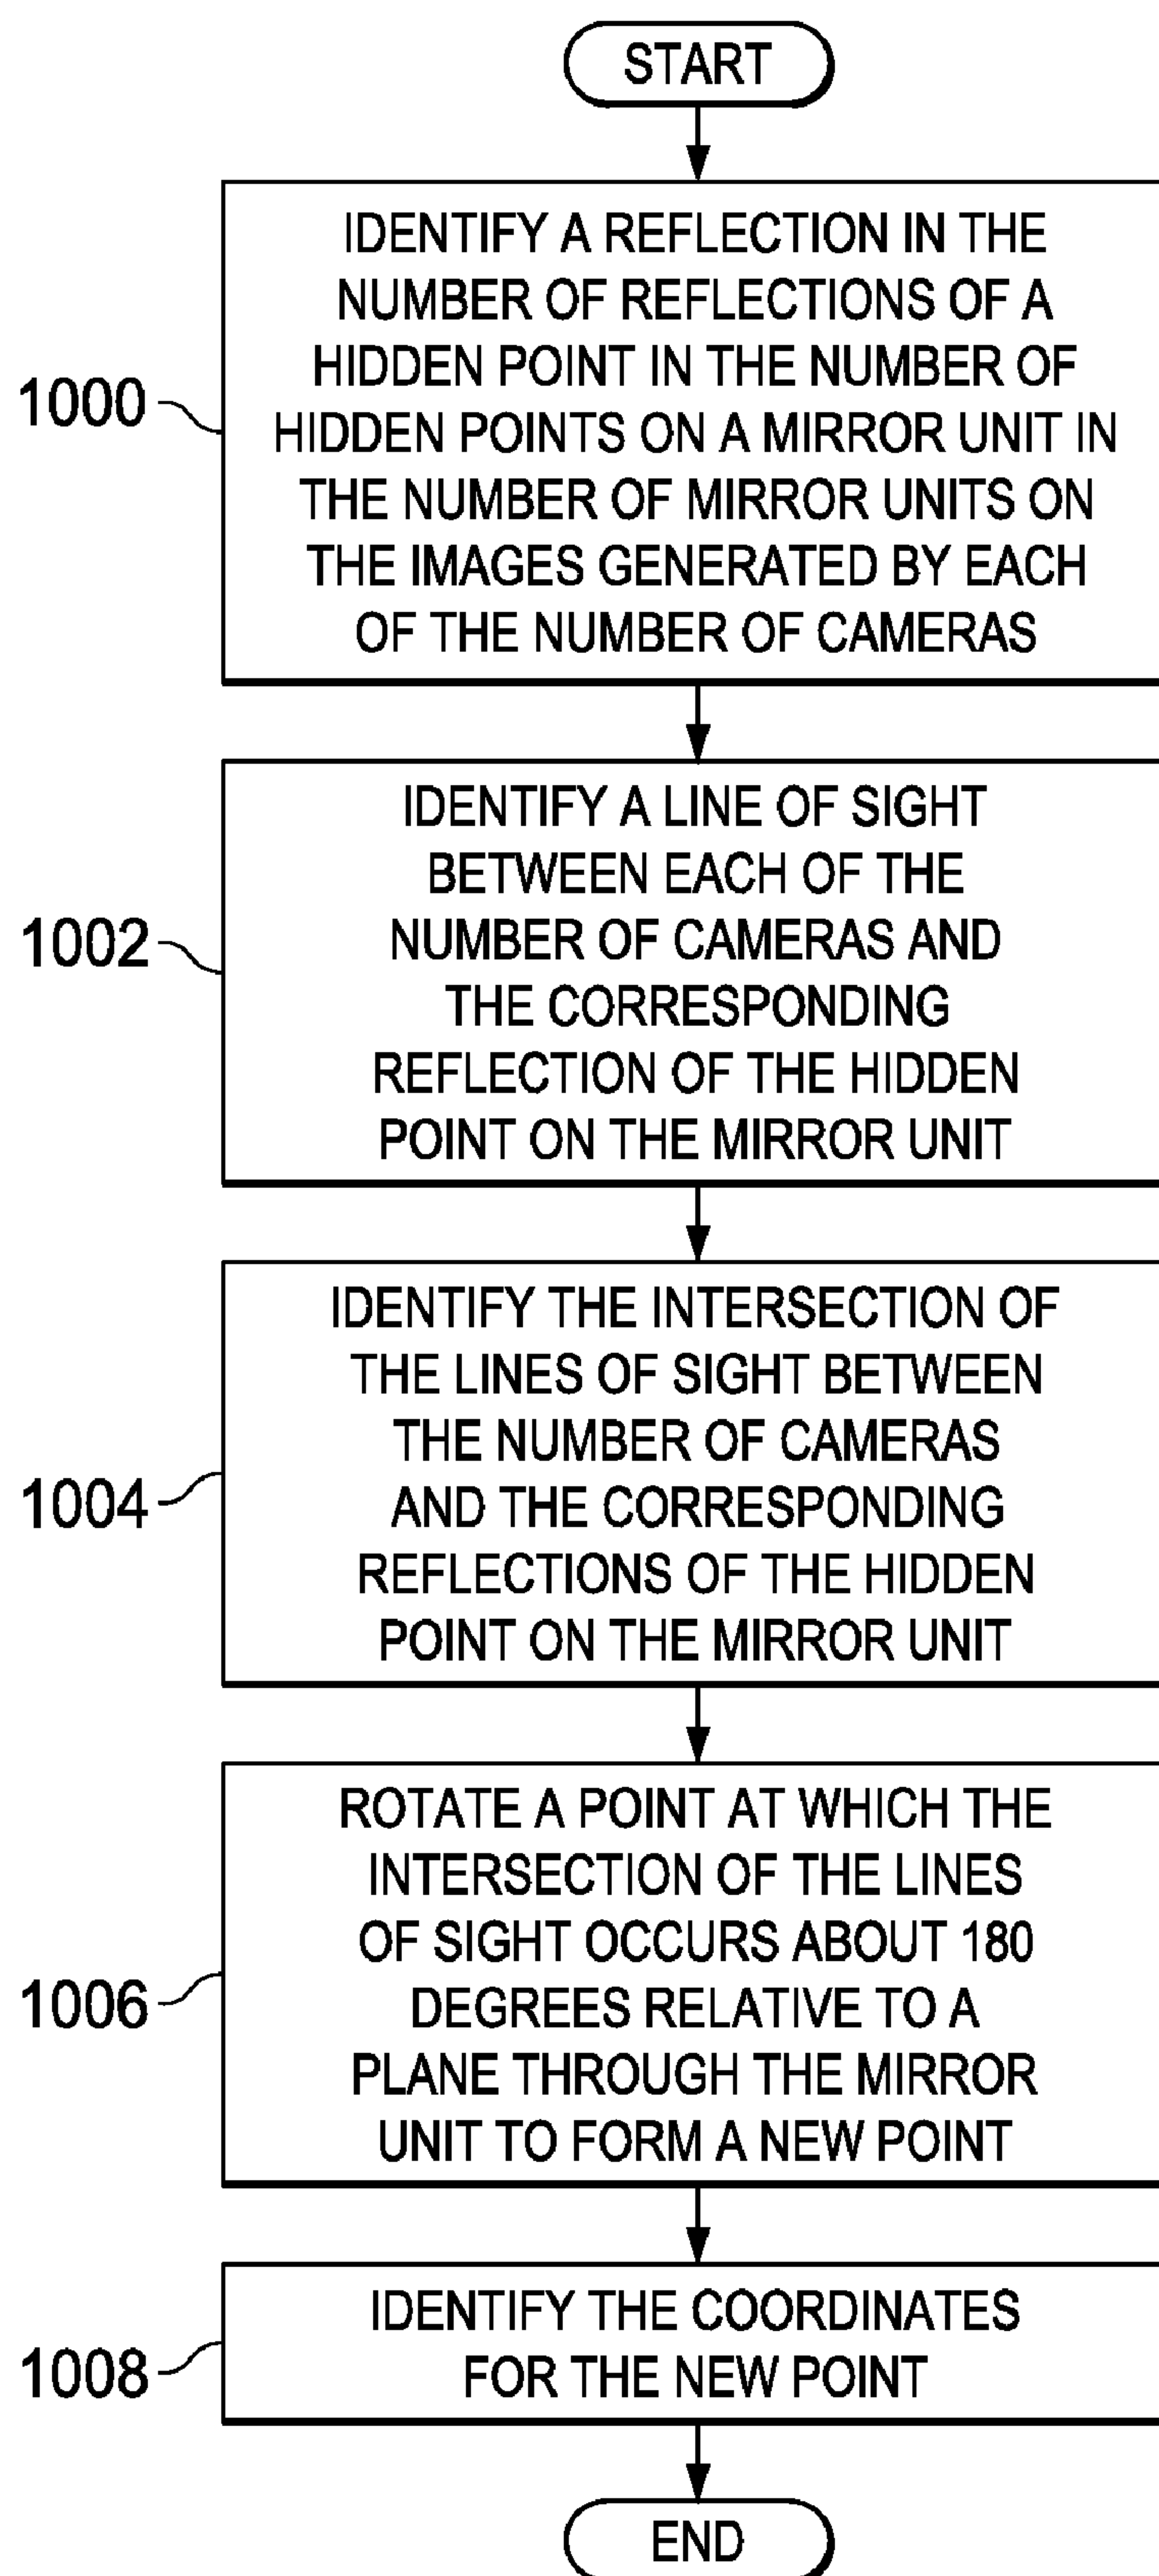 START
IDENTIFY A REFLECTION IN THE
NUMBER OF REFLECTIONS OF A
HIDDEN POINT IN THE NUMBER OF
HIDDEN POINTS ON A MIRROR UNIT IN
THE NUMBER OF MIRROR UNITS ON
THE IMAGES GENERATED BY EACH
OF THE NUMBER OF CAMERAS
1000
IDENTIFY A LINE OF SIGHT
BETWEEN EACH OF THE
NUMBER OF CAMERAS AND
THE CORRESPONDING
REFLECTION OF THE HIDDEN
POINT ON THE MIRROR UNIT
1002
IDENTIFY THE INTERSECTION OF
THE LINES OF SIGHT BETWEEN
THE NUMBER OF CAMERAS
AND THE CORRESPONDING
REFLECTIONS OF THE HIDDEN
POINT ON THE MIRROR UNIT
1004
ROTATE A POINT AT WHICH THE
INTERSECTION OF THE LINES
OF SIGHT OCCURS ABOUT 180
DEGREES RELATIVE TO A
PLANE THROUGH THE MIRROR
UNIT TO FORM A NEW POINT
1006
IDENTIFY THE COORDINATES
FOR THE NEW POINT
1008
END